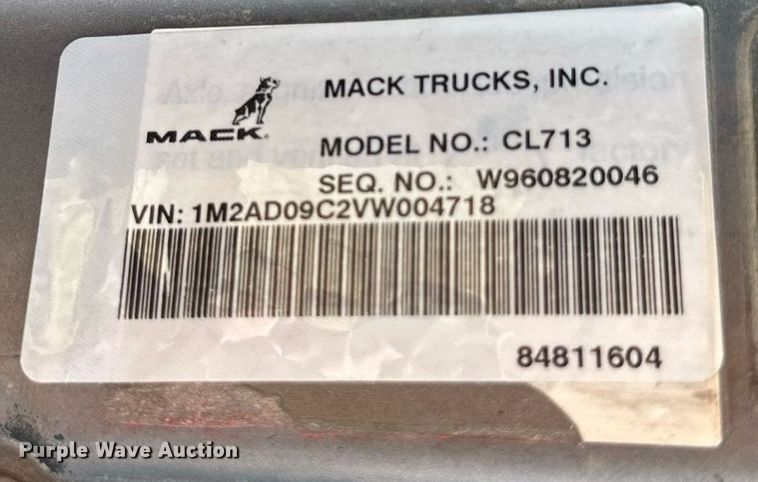 MACK TRUCKS, INC.
MACK®
MODEL NO.: CL713
SEQ. NO.: W960820046
VIN: 1M2AD09C2VW004718
84811604
Purple Wave Auction